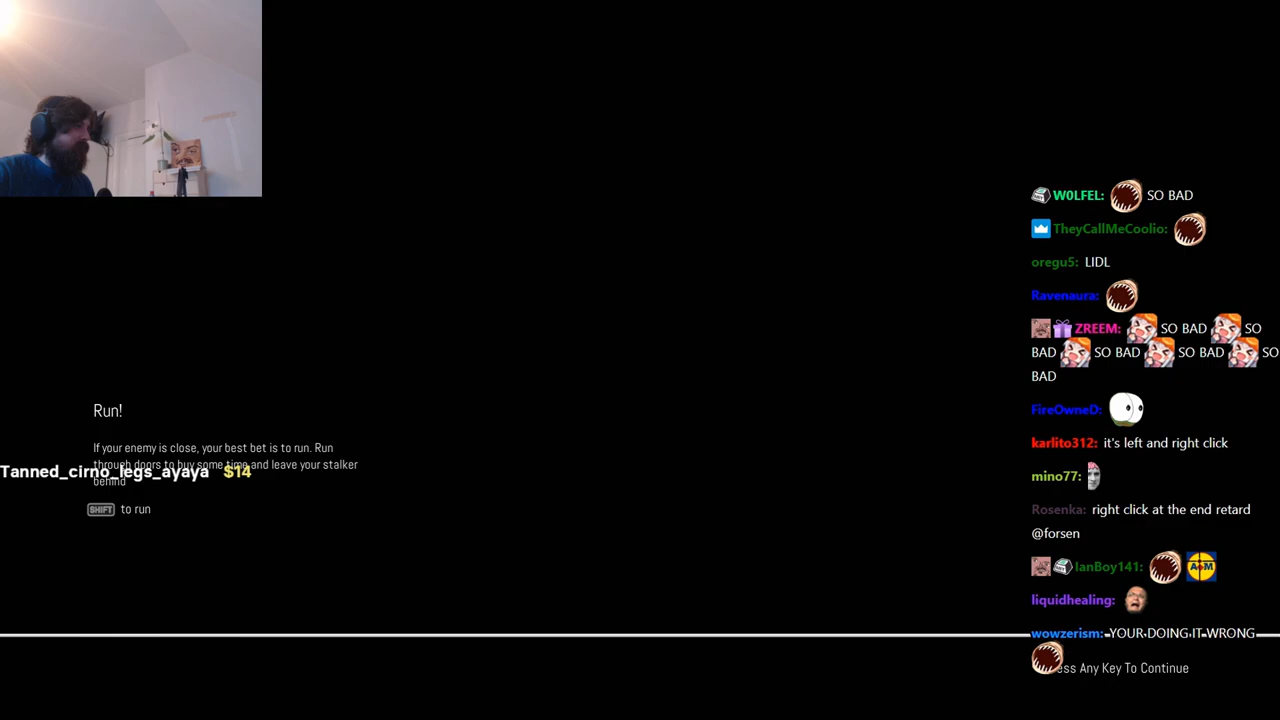 W0LFEL: SO BAD
TheyCallMeCoolio:
oregu5: LIDL
Ravenaura:
ZREEM: SO BAD SO
BAD SO BAD SO BAD SO
BAD
FireOwneD:
karlito312: it's left and right click
mino77:
Rosenka: right click at the end retard
@forsen
IanBoy141:
liquidhealing:
wowzerism: YOUR DOING IT WRONG
Run!
If your enemy is close, your best bet is to run. Run
through doors to buy some time and leave your stalker
behind
Tanned_cirno_legs_ayaya $14
SHIFT to run
ess Any Key To Continue